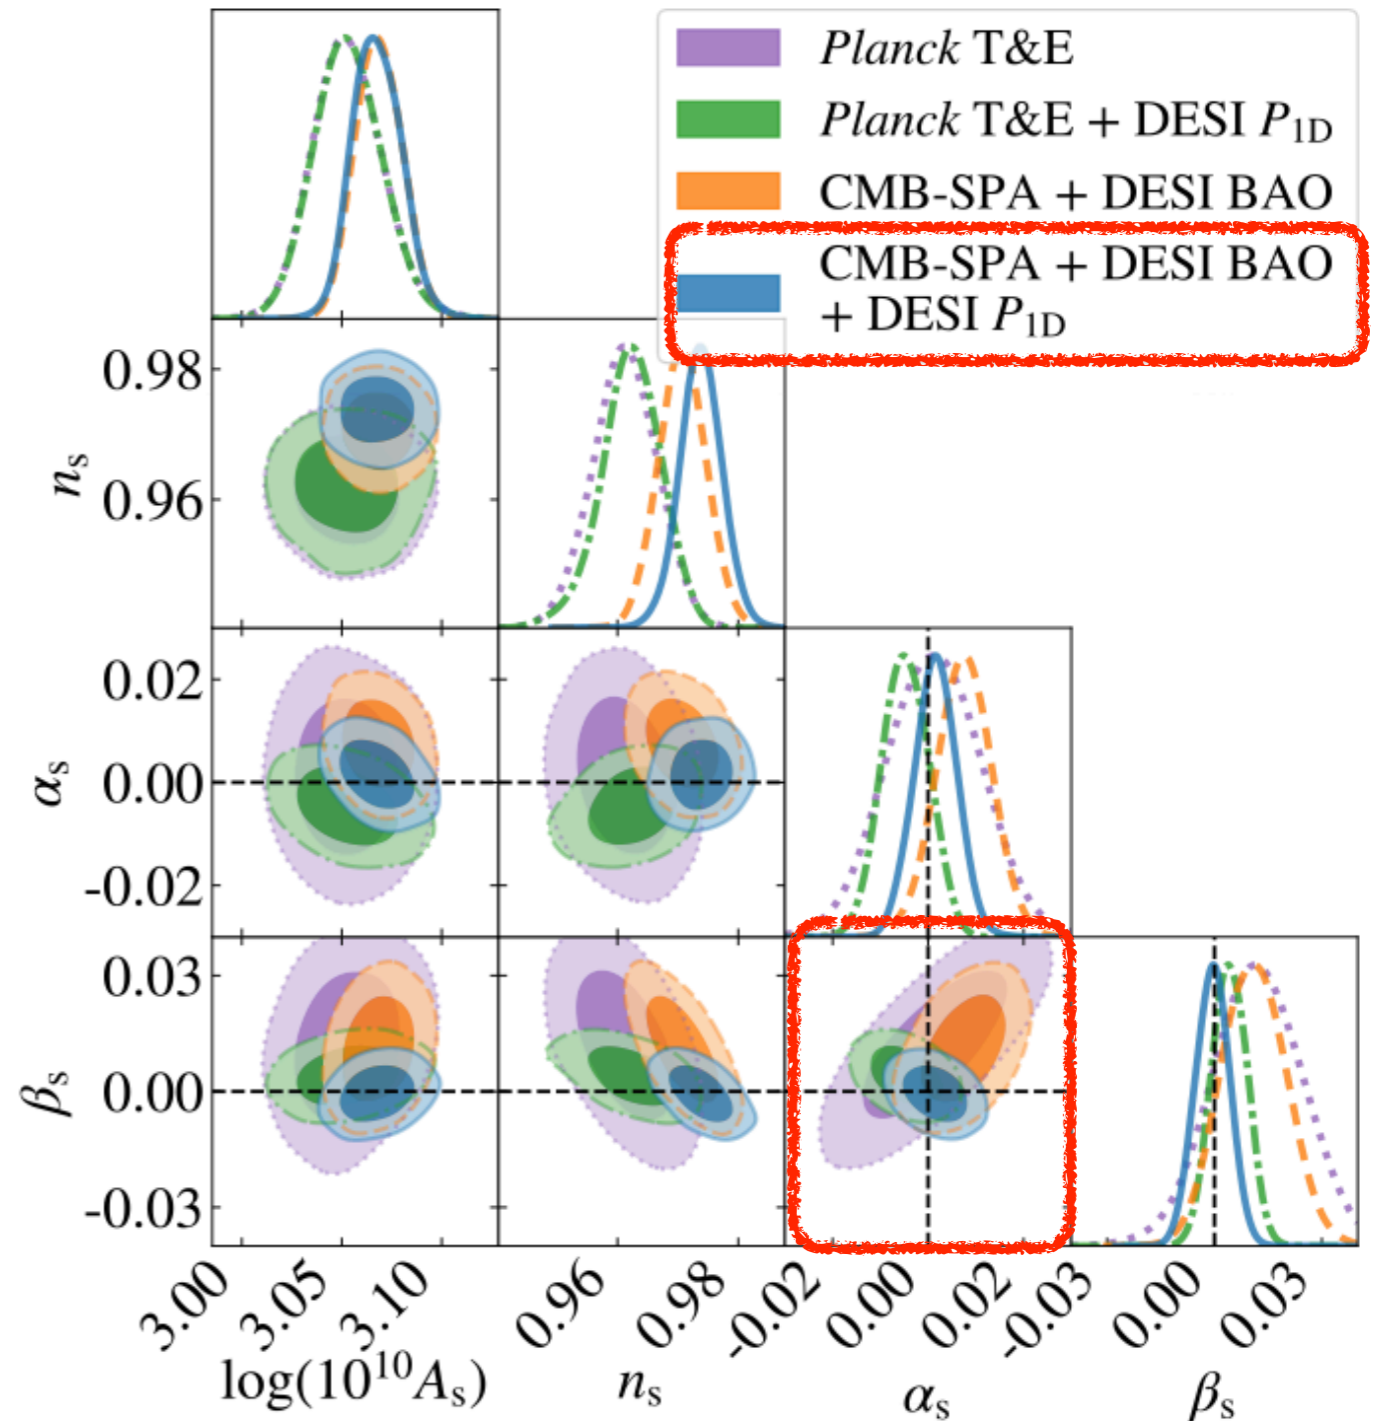 Planck T&E
Planck T&E + DESI P1D
CMB-SPA + DESI BAO
CMB-SPA + DESI BAO
+ DESI P1D
0.98
0.96
ns
0.02
0.00
-0.02
αs
0.03
0.00
-0.03
βs
3.00 3.05 3.10 0.96 0.98 -0.02 0.00 0.02 -0.03 0.00 0.03
log(10¹⁰As) ns αs βs